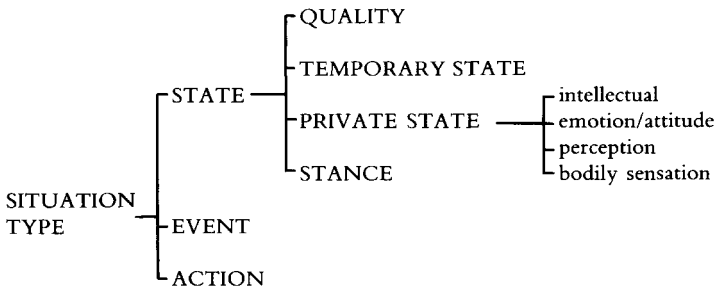 QUALITY
TEMPORARY STATE
STATE
intellectual
PRIVATE STATE
emotion/attitude
perception
STANCE
bodily sensation
SITUATION
TYPE
EVENT
ACTION